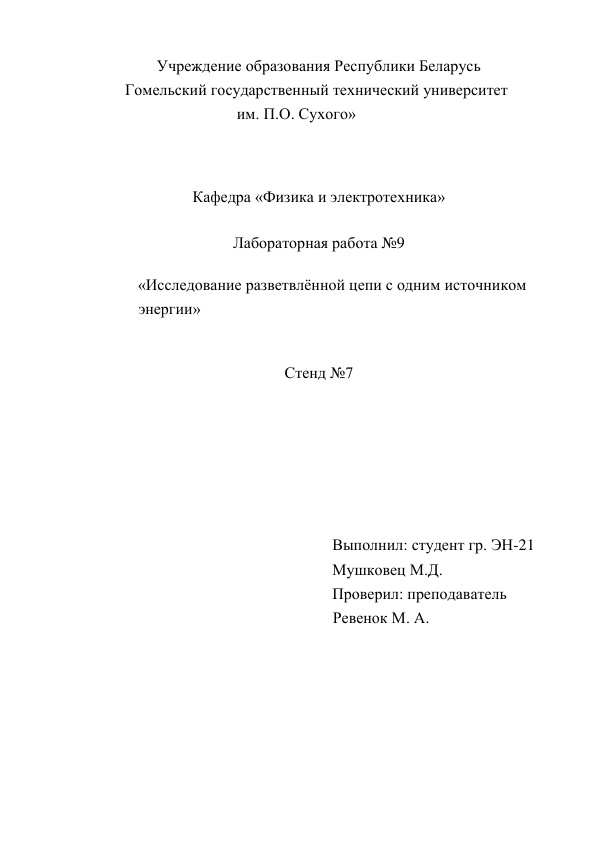 Учреждение образования Республики Беларусь
Гомельский государственный технический университет
им. П.О. Сухого»
Кафедра «Физика и электротехника»
Лабораторная работа №9
«Исследование разветвлённой цепи с одним источником
энергии»
Стенд №7
Выполнил: студент гр. ЭН-21
Мушковец М.Д.
Проверил: преподаватель
Ревенок М. А.